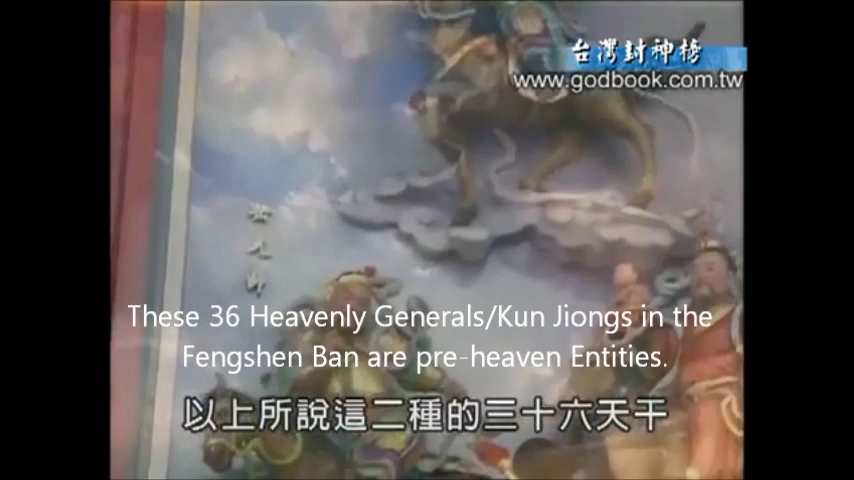 台灣封神榜
www.godbook.com.tw
These 36 Heavenly Generals/Kun Jiongs in the
Fengshen Ban are pre-heaven Entities.
以上所說這二種的三十六天干